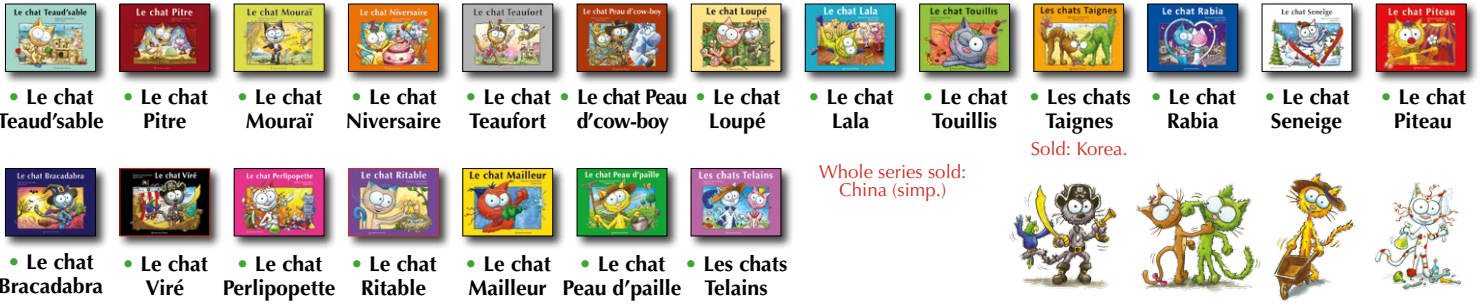 Le chat Teaud'sable
Le chat Pitre
Le chat Mouraï
Le chat Niversaire
Le chat Teaufort
Le chat Peau d'cow-boy
Le chat Loupé
Le chat Lala
Le chat Touillis
Les chats Taignes
Le chat Rabia
Le chat Seneige
Le chat Piteau
• Le chat
Teaud'sable
• Le chat
Pitre
• Le chat
Mouraï
• Le chat
Niversaire
• Le chat
Teaufort
• Le chat Peau
d'cow-boy
• Le chat
Loupé
• Le chat
Lala
• Le chat
Touillis
• Les chats
Taignes
Sold: Korea.
• Le chat
Rabia
• Le chat
Seneige
• Le chat
Piteau
Le chat Bracadabra
Le chat Viré
Le chat Perlipopette
Le chat Ritable
Le chat Mailleur
Le chat Peau d'paille
Les chats Telains
Whole series sold:
China (simp.)
• Le chat
Bracadabra
• Le chat
Viré
• Le chat
Perlipopette
• Le chat
Ritable
• Le chat
Mailleur
• Le chat
Peau d'paille
• Les chats
Telains